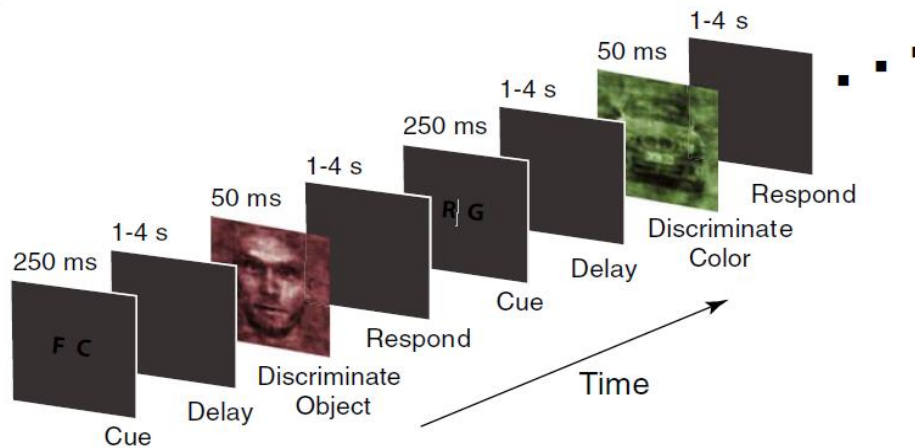 250 ms
F C
Cue
1-4 s
Delay
50 ms
Discriminate
Object
1-4 s
Respond
250 ms
R G
Cue
1-4 s
Delay
50 ms
Discriminate
Color
1-4 s
Respond
Time